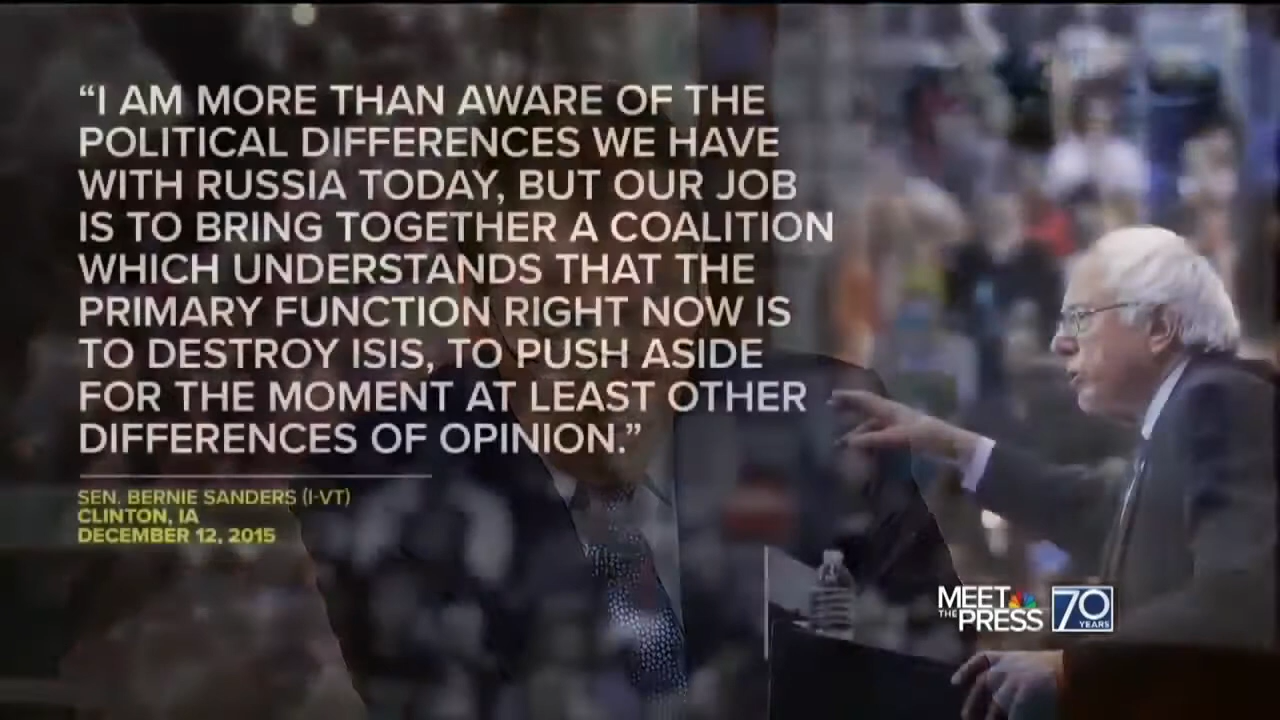 “I AM MORE THAN AWARE OF THE
POLITICAL DIFFERENCES WE HAVE
WITH RUSSIA TODAY, BUT OUR JOB
IS TO BRING TOGETHER A COALITION
WHICH UNDERSTANDS THAT THE
PRIMARY FUNCTION RIGHT NOW IS
TO DESTROY ISIS, TO PUSH ASIDE
FOR THE MOMENT AT LEAST OTHER
DIFFERENCES OF OPINION.”
SEN. BERNIE SANDERS (I-VT)
CLINTON, IA
DECEMBER 12, 2015
MEET
THE PRESS
70
YEARS